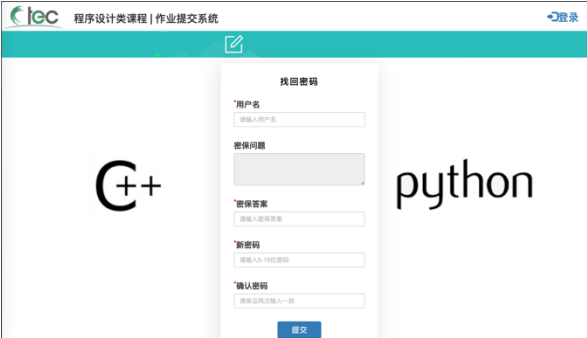 tec 程序设计类课程 | 作业提交系统
登录
找回密码
*用户名
请输入用户名
密保问题
*密保答案
请输入密保答案
*新密码
请输入5-15位密码
*确认密码
请保证两次输入一致
提交
C++
python